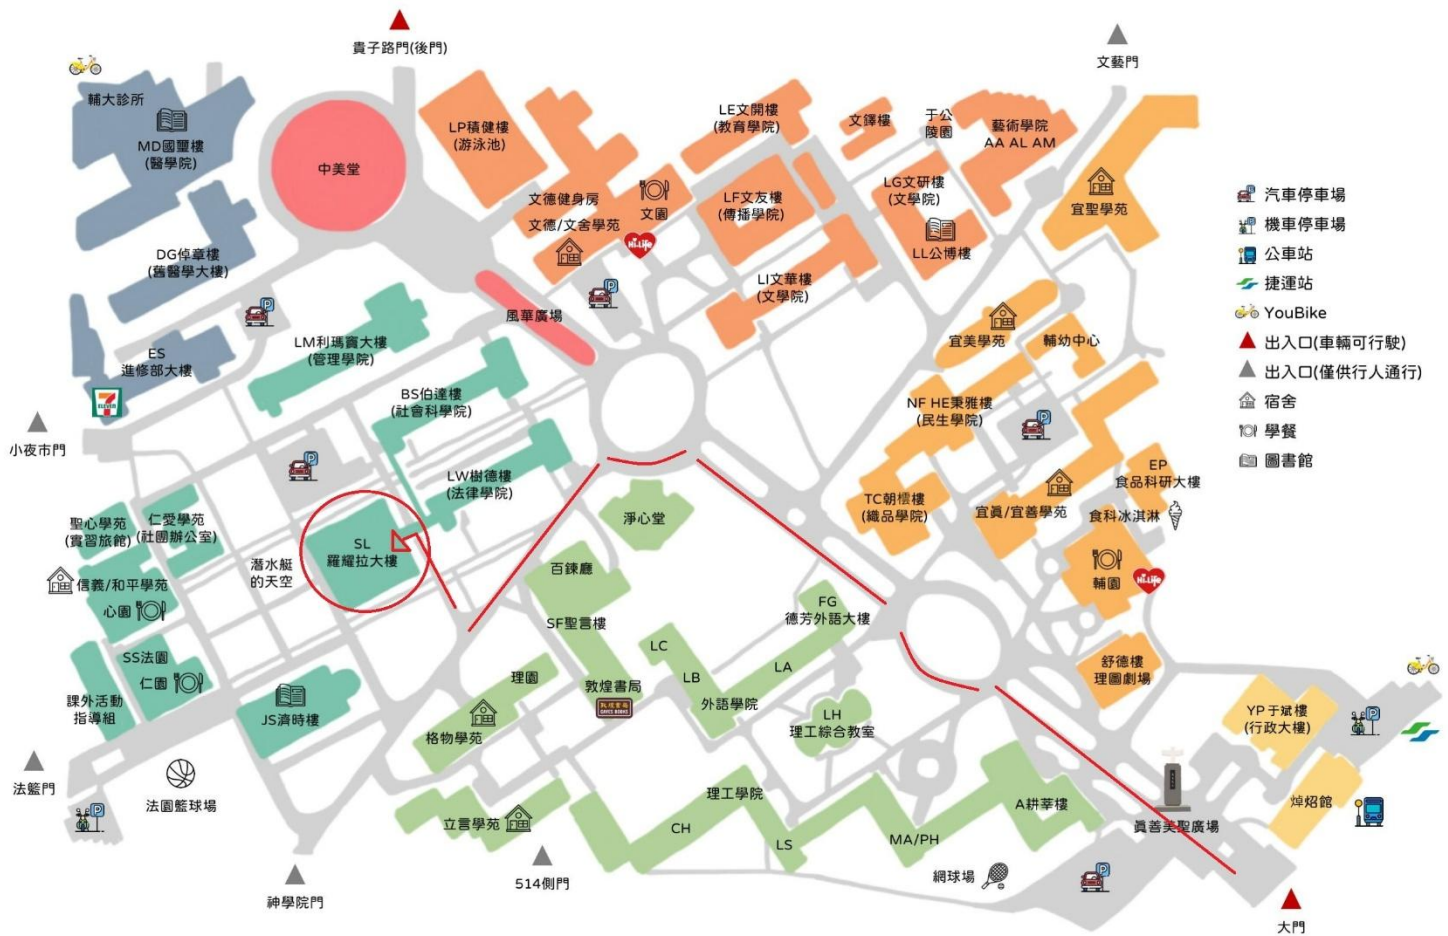 貴子路門(後門)
文藝門
輔大診所
MD國璽樓
(醫學院)
中美堂
LP積健樓
(游泳池)
LE文開樓
(教育學院)
文鐸樓
于公
陵園
藝術學院
AA AL AM
文德健身房
文德/文舍學苑
文園
Hi-Life
LF文友樓
(傳播學院)
LG文研樓
(文學院)
LL公博樓
宜聖學苑
DG倬章樓
(舊醫學大樓)
LI文華樓
(文學院)
風華廣場
LM利瑪竇大樓
(管理學院)
ES
進修部大樓
7
ELEVEN
宜美學苑
輔幼中心
BS伯達樓
(社會科學院)
NF HE秉雅樓
(民生學院)
小夜市門
LW樹德樓
(法律學院)
EP
食品科研大樓
TC朝橒樓
(織品學院)
宜真/宜善學苑
食科冰淇淋
聖心學苑
(實習旅館)
仁愛學苑
(社團辦公室)
淨心堂
SL
羅耀拉大樓
潛水艇
的天空
百鍊廳
輔園
Hi-Life
信義/和平學苑
心園
SF聖言樓
FG
德芳外語大樓
LC
LB
LA
外語學院
SS法園
仁園
理園
敦煌書局
敦煌書局
CAVES BOOKS
舒德樓
理圖劇場
課外活動
指導組
JS濟時樓
格物學苑
LH
理工綜合教室
YP于斌樓
(行政大樓)
法籃門
法園籃球場
立言學苑
理工學院
CH
LS
MA/PH
A耕莘樓
真善美聖廣場
焯炤館
514側門
網球場
神學院門
大門
汽車停車場
機車停車場
公車站
捷運站
YouBike
出入口(車輛可行駛)
出入口(僅供行人通行)
宿舍
學餐
圖書館